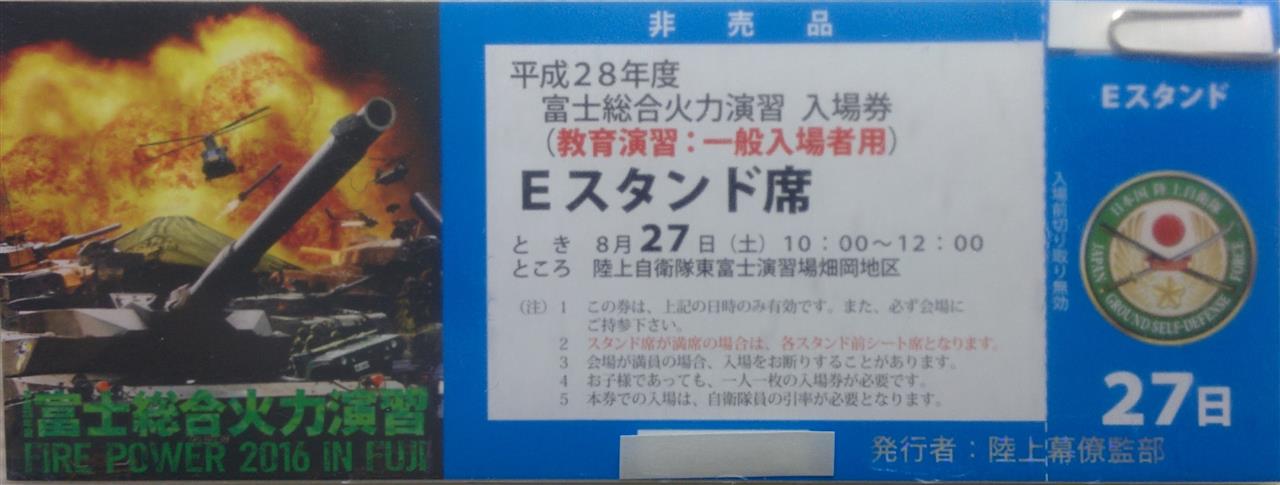 富士総合火力演習
FIRE POWER 2016 IN FUJI
非売品
平成28年度
富士総合火力演習 入場券
(教育演習:一般入場者用)
Eスタンド席
とき 8月27日(土)10:00~12:00
ところ 陸上自衛隊東富士演習場畑岡地区
(注) 1 この券は、上記の日時のみ有効です。また、必ず会場に
ご持参下さい。
2 スタンド席が満席の場合は、各スタンド前シート席となります。
3 会場が満員の場合、入場をお断りすることがあります。
4 お子様であっても、一人一枚の入場券が必要です。
5 本券での入場は、自衛隊員の引率が必要となります。
発行者:陸上幕僚監部
入場前切り取り無効
Eスタンド
日本国 陸上自衛隊
JAPAN GROUND SELF-DEFENSE FORCE
27日